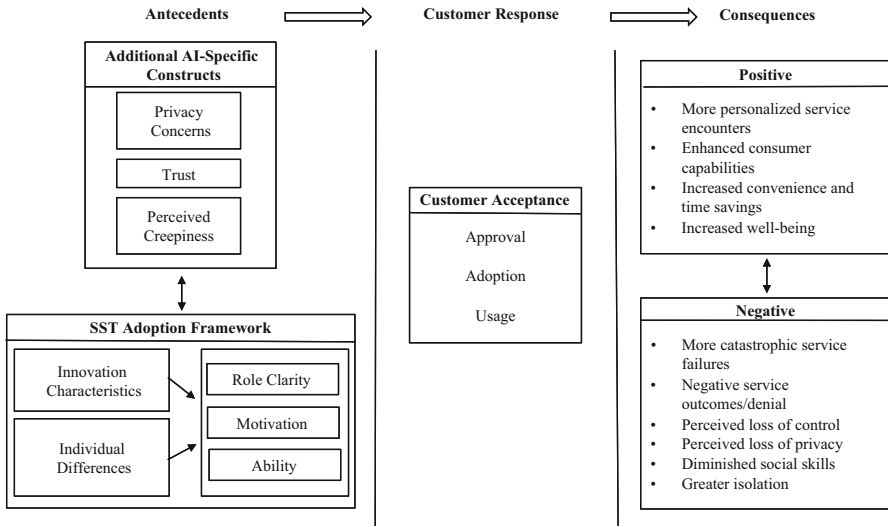 Antecedents
Customer Response
Consequences
Additional AI-Specific
Constructs
Privacy
Concerns
Trust
Perceived
Creepiness
SST Adoption Framework
Innovation
Characteristics
Individual
Differences
Role Clarity
Motivation
Ability
Customer Acceptance
Approval
Adoption
Usage
Positive
• More personalized service
encounters
• Enhanced consumer
capabilities
• Increased convenience and
time savings
• Increased well-being
Negative
• More catastrophic service
failures
• Negative service
outcomes/denial
• Perceived loss of control
• Perceived loss of privacy
• Diminished social skills
• Greater isolation